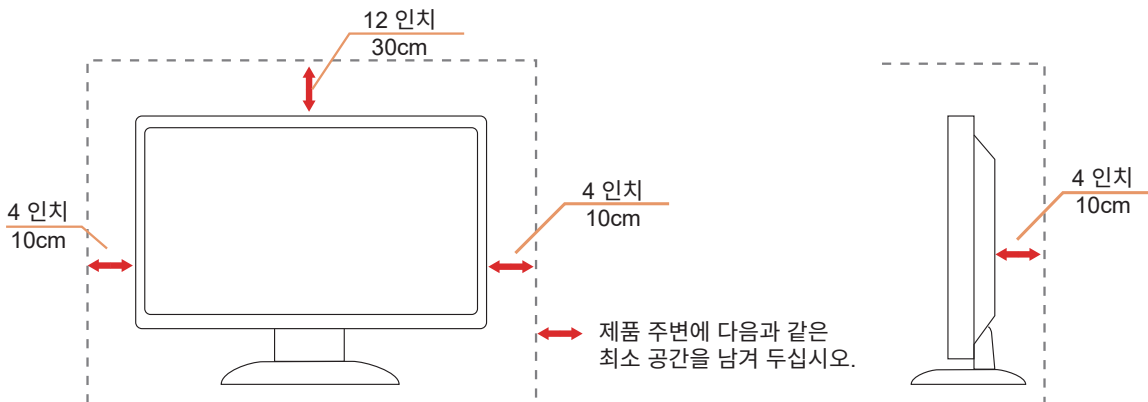 12 인치
30cm
4 인치
10cm
4 인치
10cm
4 인치
10cm
제품 주변에 다음과 같은
최소 공간을 남겨 두십시오.